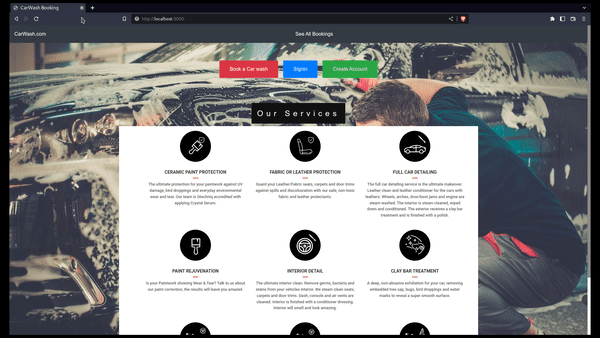 CarWash Booking
http://localhost:3000
CarWash.com
See All Bookings
Book a Car wash
Signin
Create Account
Our Services
CERAMIC PAINT PROTECTION
The ultimate protection for your paintwork against UV
damage, bird droppings and everyday environmental
wear and tear. Our team is Gtechniq accredited with
applying Crystal Serum.
FABRIC OR LEATHER PROTECTION
Guard your Leather/Fabric seats, carpets and door trims
against spills and discolouration with our safe, non-toxic
fabric and leather protectants.
FULL CAR DETAILING
The full car detailing service is the ultimate makeover.
Leather clean and leather conditioner for the cars with
leathers. Wheels, arches, door/boot jams and engine are
steam washed. The interior is steam cleaned, wiped
down and conditioned. The exterior receives a clay bar
treatment and is finished with a polish.
PAINT REJUVENATION
Is your Paintwork showing Wear & Tear? Talk to us about
our paint correction, the results will leave you amazed
INTERIOR DETAIL
The ultimate interior clean. Remove germs, bacteria and
stains from your vehicles interior. We steam clean seats,
carpets and door trims. Dash, console and air vents are
cleaned. Interior is finished with a conditioner dressing.
Interior will smell and look amazing.
CLAY BAR TREATMENT
A deep, non-abrasive exfoliation for your car, removing
embedded tree sap, bugs, bird droppings and water
marks to reveal a super smooth surface.